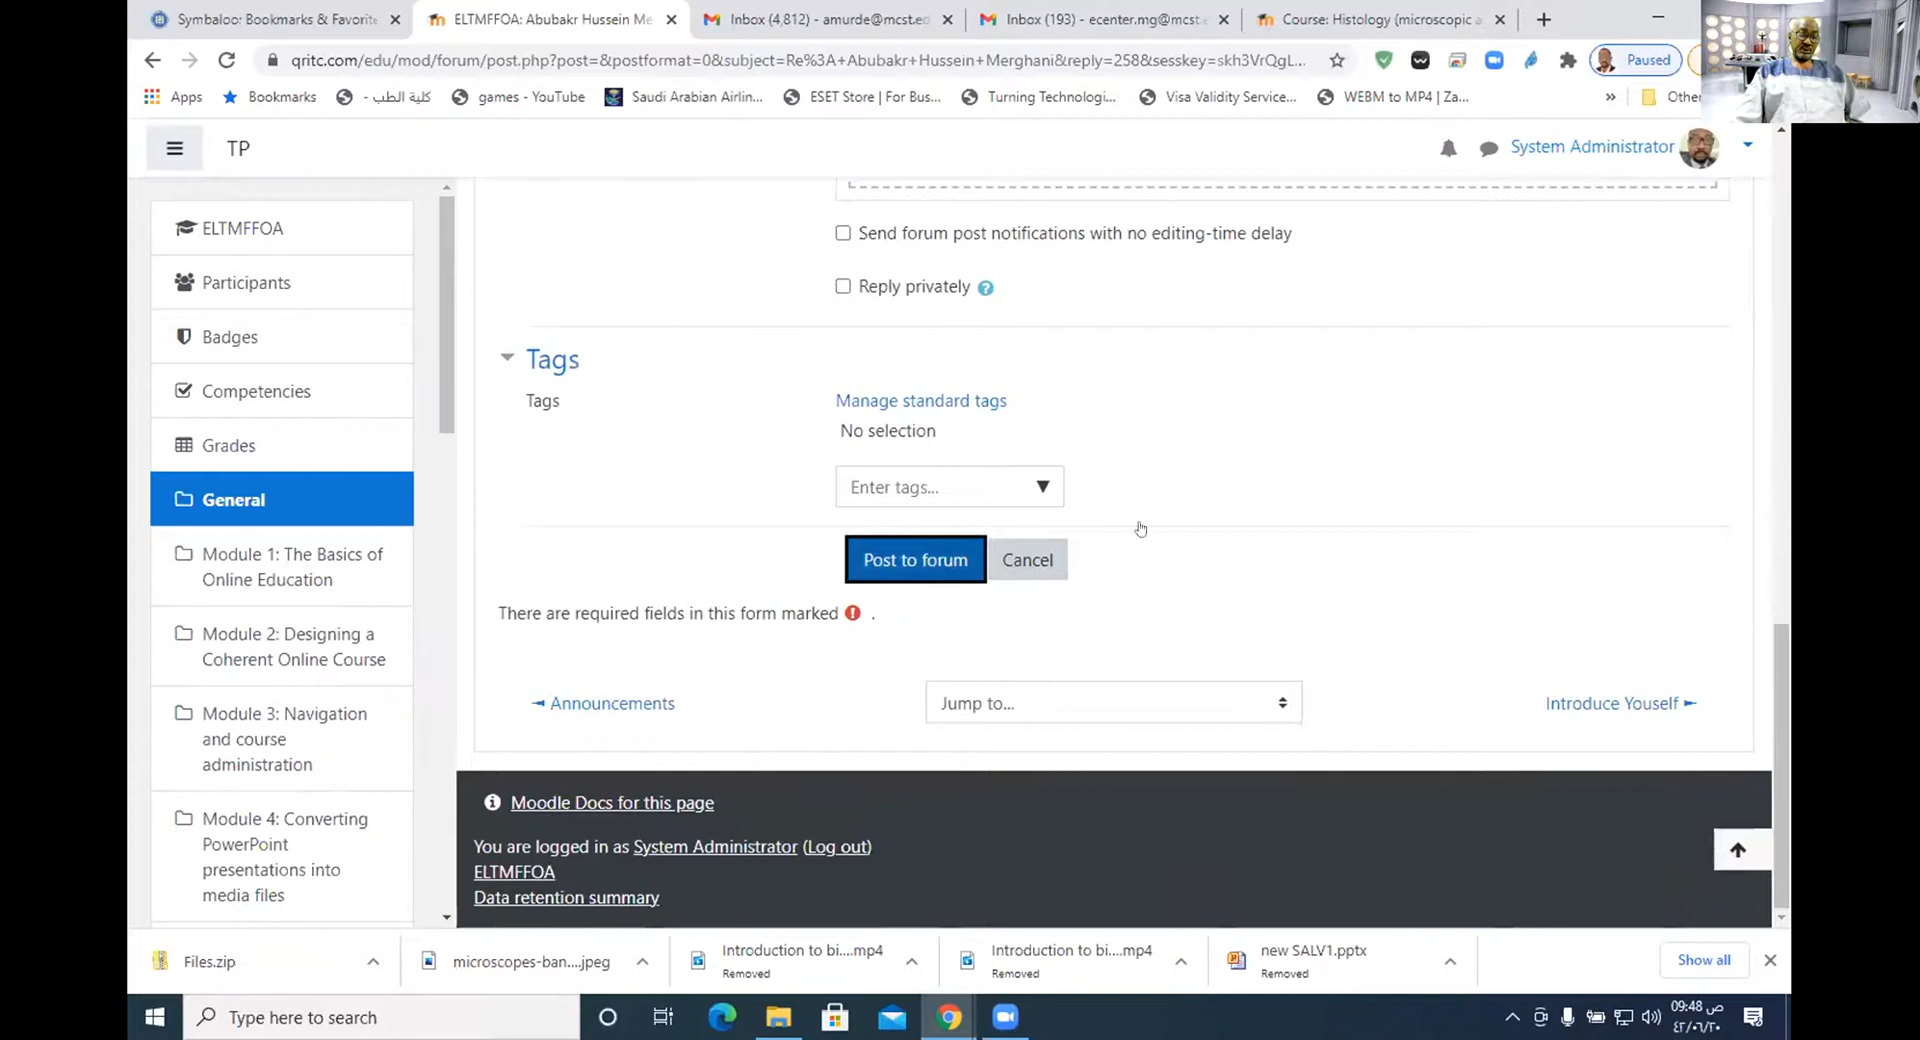 Symbaloo: Bookmarks & Favorite
ELTMFFOA: Abubakr Hussein Me
Inbox (4,812) - amurde@mcst.ed
Inbox (193) - ecenter.mg@mcst.e
Course: Histology (microscopic a
qritc.com/edu/mod/forum/post.php?post=&postformat=0&subject=Re%3A+Abubakr+Hussein+Merghani&reply=258&sesskey=skh3VrQgL...
Paused
Apps
Bookmarks
كلية الطب -
games - YouTube
Saudi Arabian Airlin...
ESET Store | For Bus...
Turning Technologi...
Visa Validity Service...
WEBM to MP4 | Za...
»
Other
TP
System Administrator
ELTMFFOA
Participants
Badges
Competencies
Grades
General
Module 1: The Basics of
Online Education
Module 2: Designing a
Coherent Online Course
Module 3: Navigation
and course
administration
Module 4: Converting
PowerPoint
presentations into
media files
Send forum post notifications with no editing-time delay
Reply privately
Tags
Tags
Manage standard tags
No selection
Enter tags...
Post to forum
Cancel
There are required fields in this form marked .
◄ Announcements
Jump to...
Introduce Youself ►
Moodle Docs for this page
You are logged in as System Administrator (Log out)
ELTMFFOA
Data retention summary
Files.zip
microscopes-ban....jpeg
Introduction to bi....mp4
Removed
Introduction to bi....mp4
Removed
new SALV1.pptx
Removed
Show all
Type here to search
09:48 ص
٤٢/٠٦/٢٠